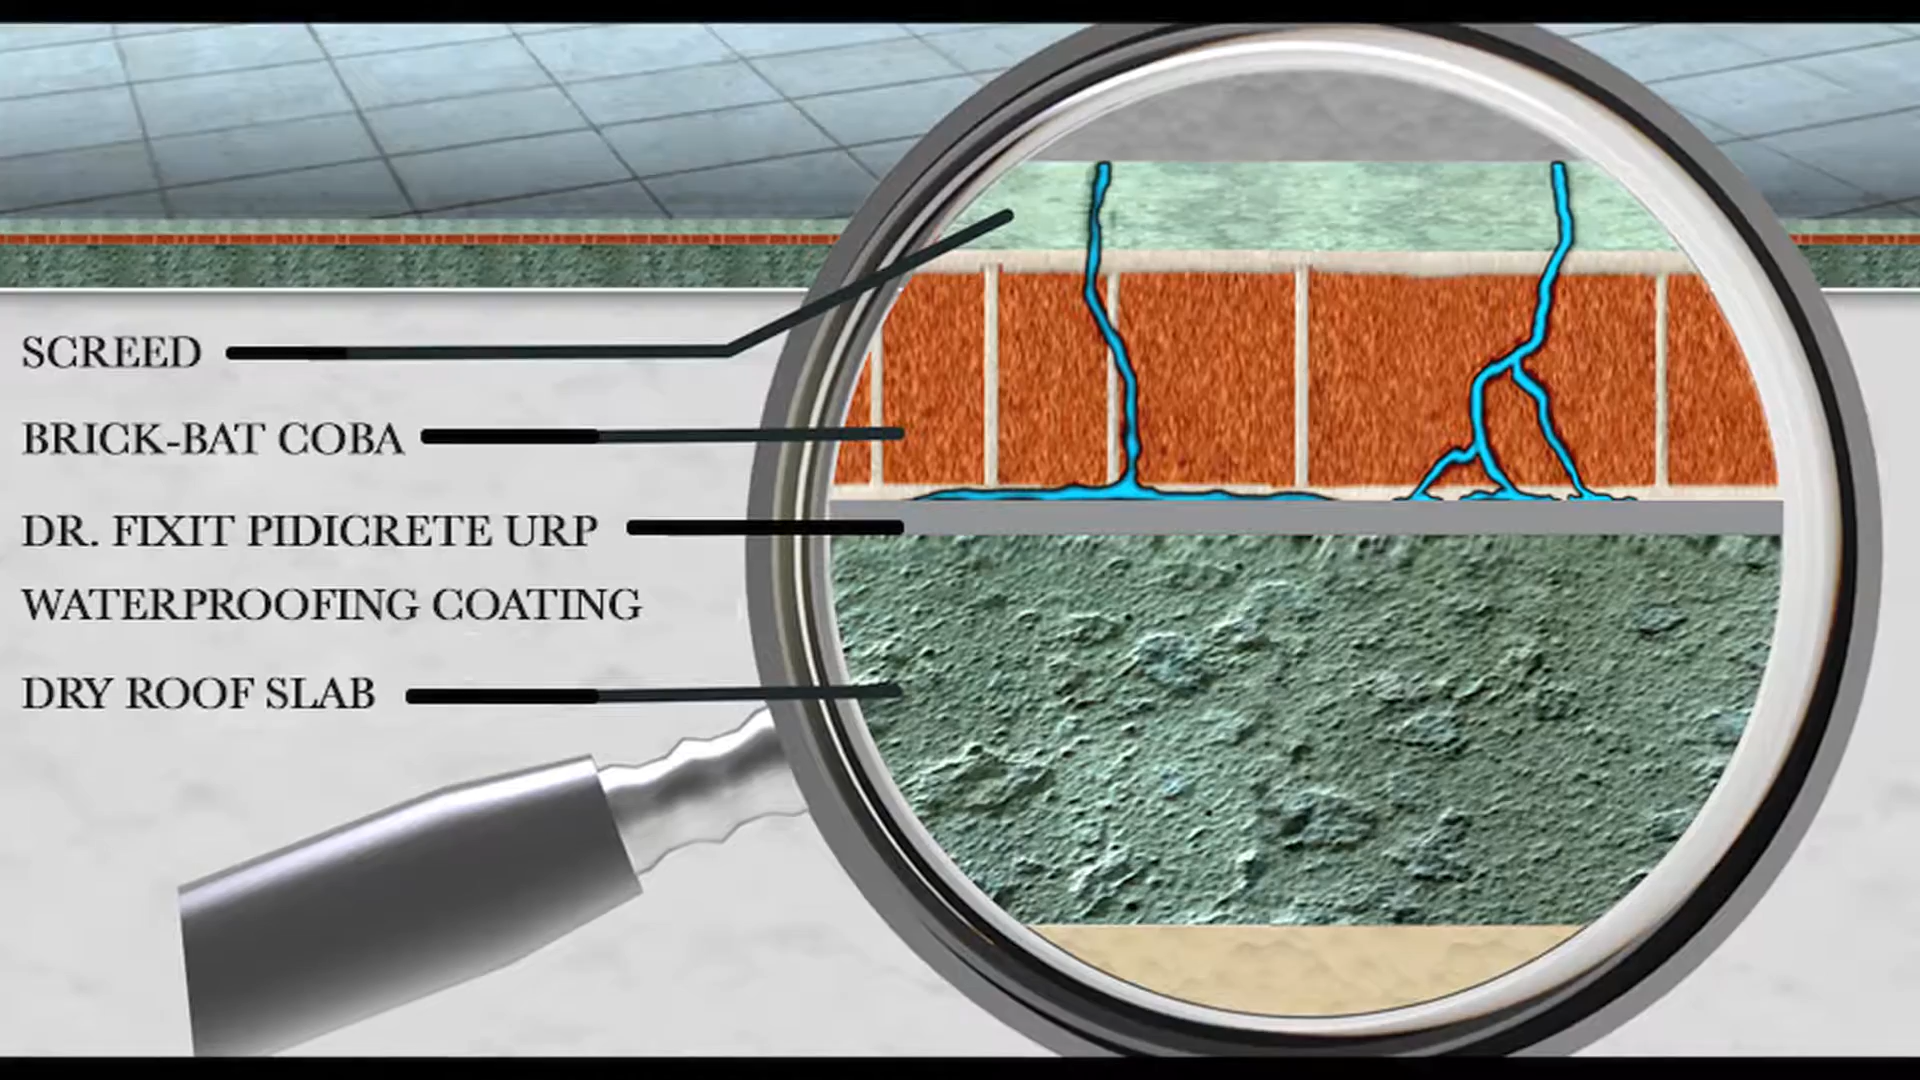 SCREED
BRICK-BAT COBA
DR. FIXIT PIDICRETE URP
WATERPROOFING COATING
DRY ROOF SLAB